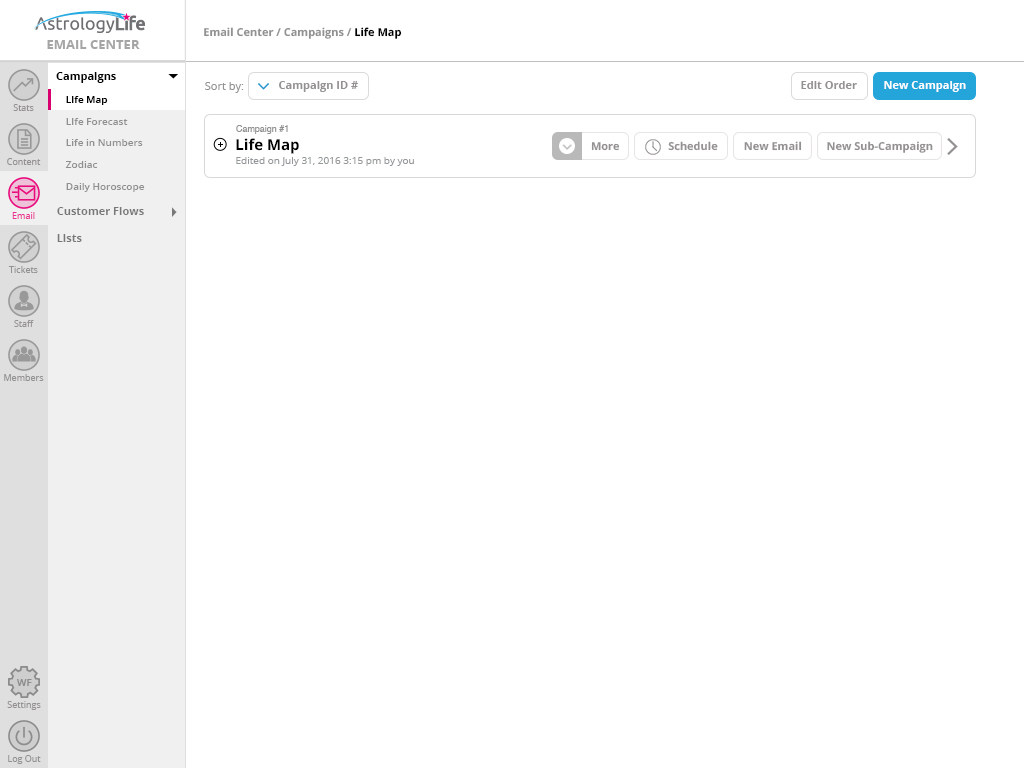 AstrologyLife
EMAIL CENTER
Email Center / Campaigns / Life Map
Stats
Content
Email
Tickets
Staff
Members
WF
Settings
Log Out
Campaigns
Life Map
Life Forecast
Life in Numbers
Zodiac
Daily Horoscope
Customer Flows
Lists
Sort by: Campaign ID #
Edit Order
New Campaign
Campaign #1
Life Map
Edited on July 31, 2016 3:15 pm by you
More
Schedule
New Email
New Sub-Campaign